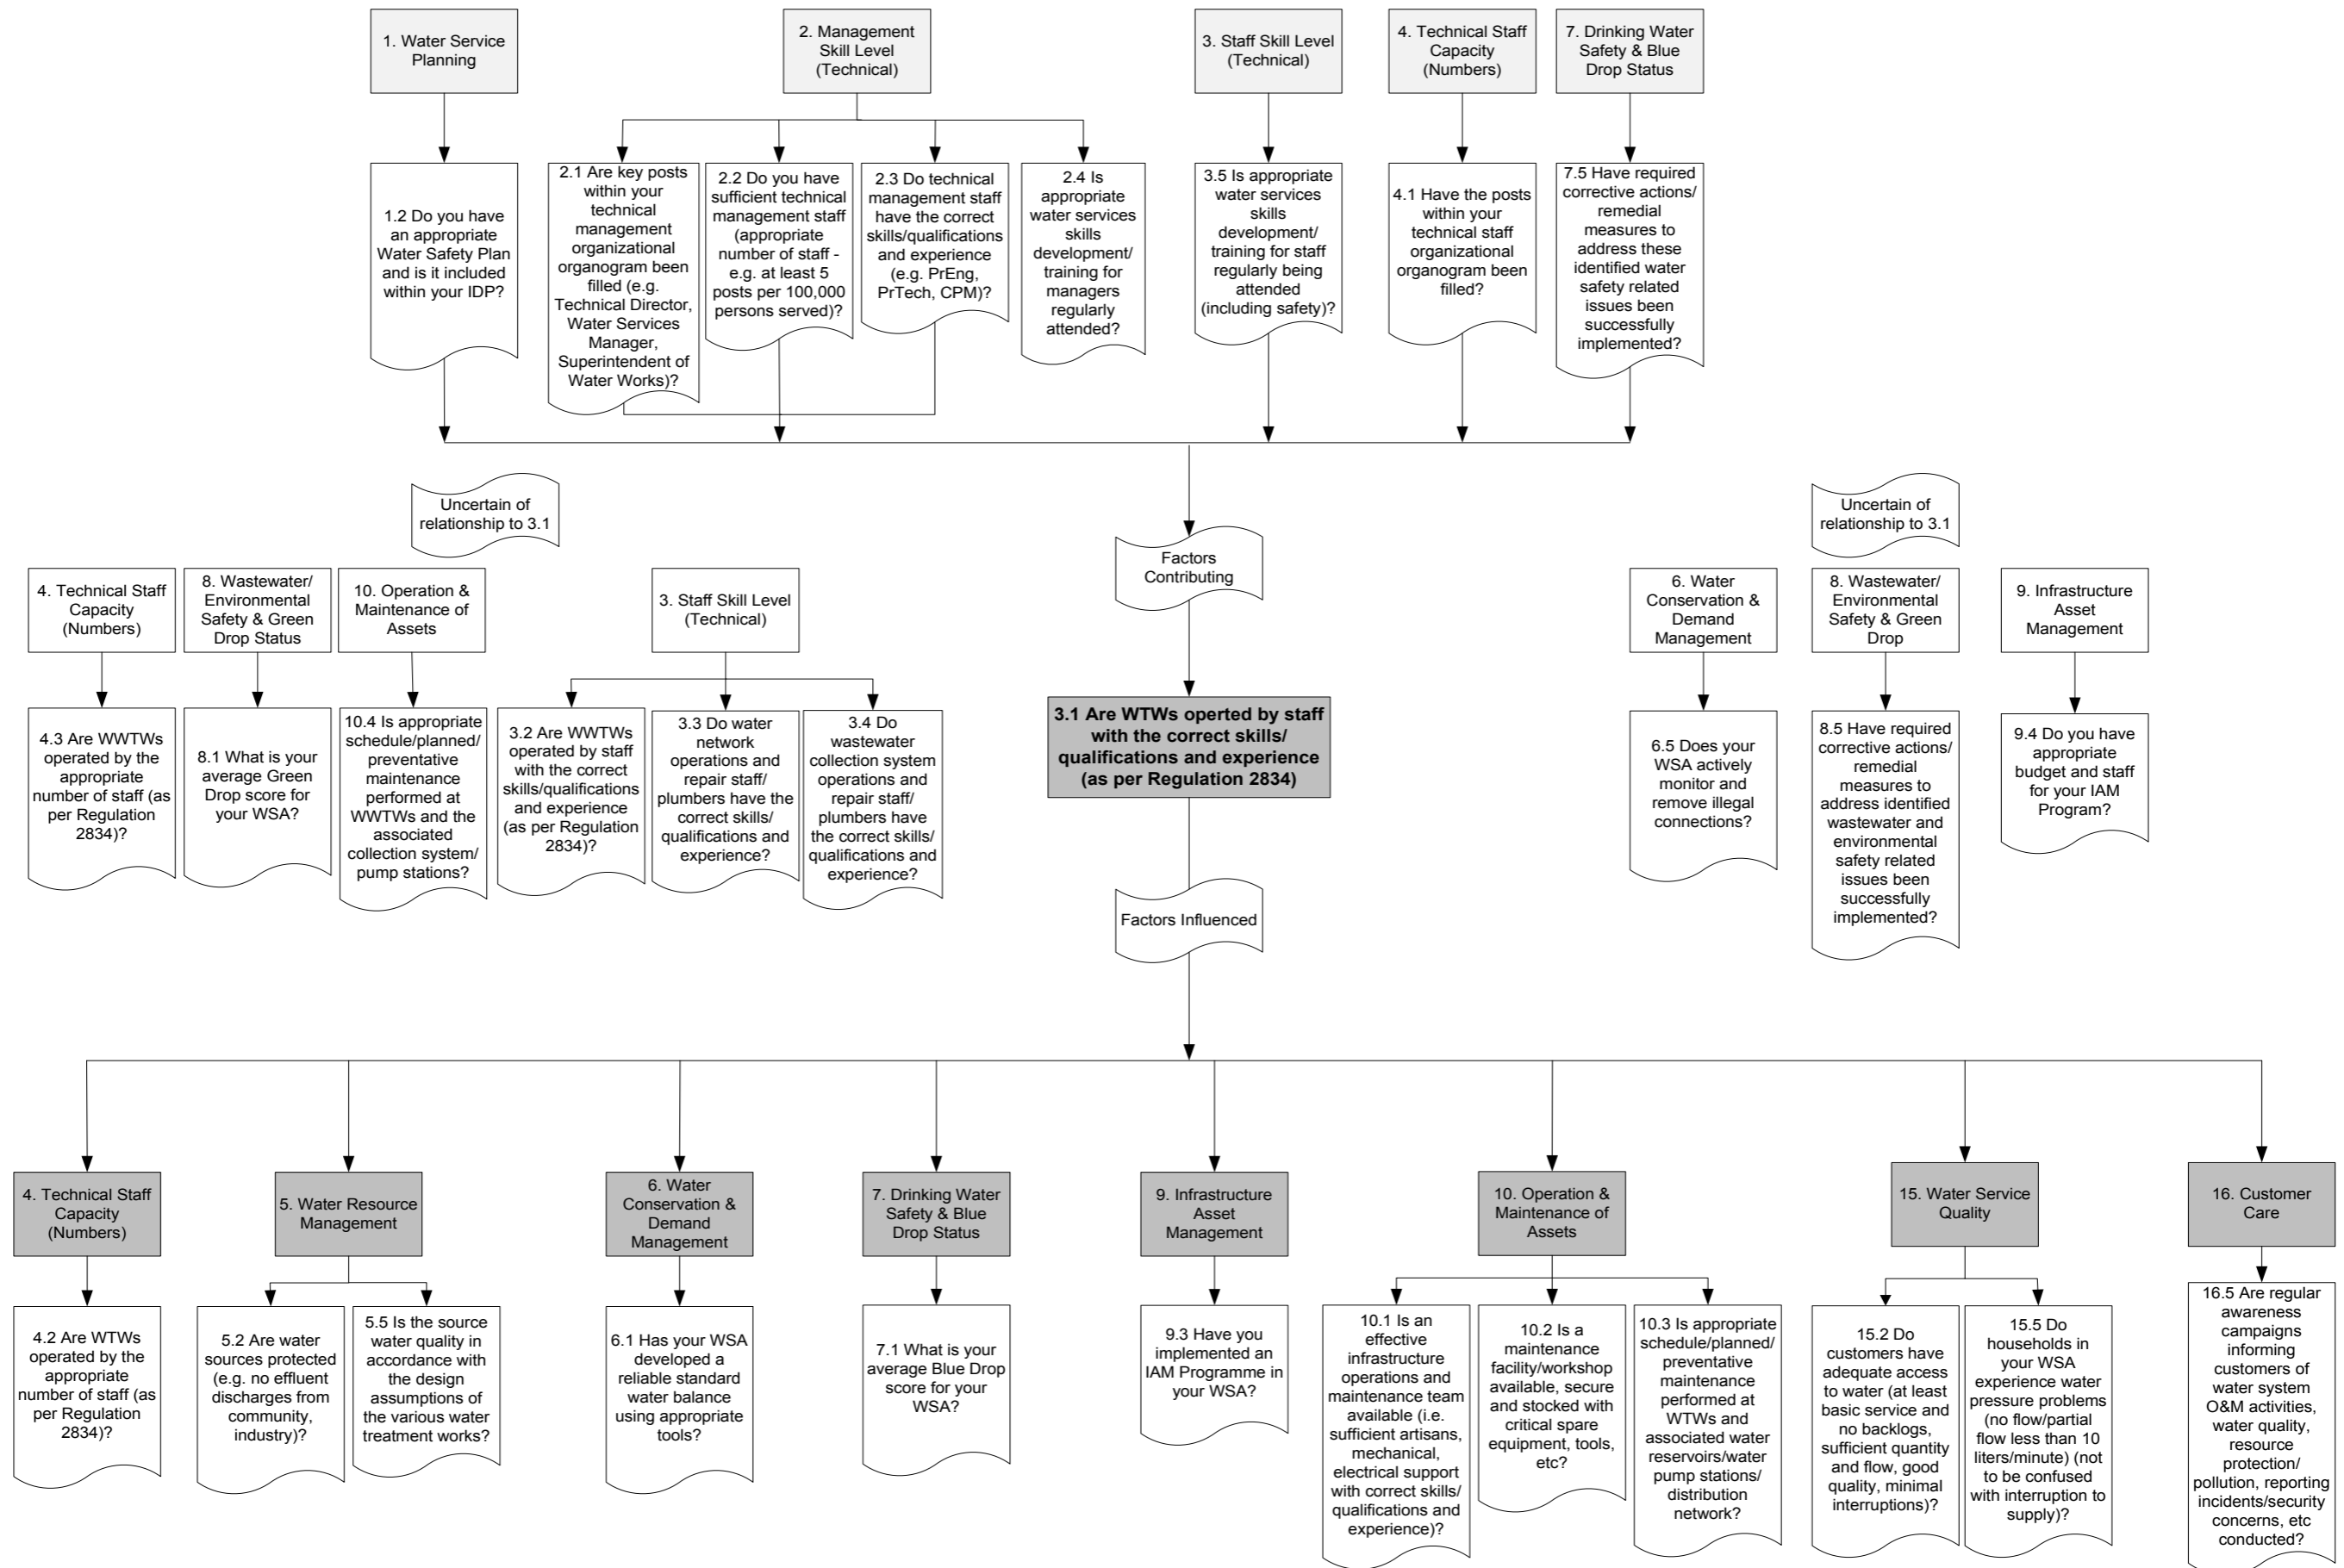 1. Water Service
Planning
2. Management
Skill Level
(Technical)
3. Staff Skill Level
(Technical)
4. Technical Staff
Capacity
(Numbers)
7. Drinking Water
Safety & Blue
Drop Status
1.2 Do you have
an appropriate
Water Safety Plan
and is it included
within your IDP?
2.1 Are key posts
within your
technical
management
organizational
organogram been
filled (e.g.
Technical Director,
Water Services
Manager,
Superintendent of
Water Works)?
2.2 Do you have
sufficient technical
management staff
(appropriate
number of staff -
e.g. at least 5
posts per 100,000
persons served)?
2.3 Do technical
management staff
have the correct
skills/qualifications
and experience
(e.g. PrEng,
PrTech, CPM)?
2.4 Is
appropriate
water services
skills
development/
training for
managers
regularly
attended?
3.5 Is appropriate
water services
skills
development/
training for staff
regularly being
attended
(including safety)?
4.1 Have the posts
within your
technical staff
organizational
organogram been
filled?
7.5 Have required
corrective actions/
remedial
measures to
address these
identified water
safety related
issues been
successfully
implemented?
Uncertain of
relationship to 3.1
Factors
Contributing
Uncertain of
relationship to 3.1
4. Technical Staff
Capacity
(Numbers)
8. Wastewater/
Environmental
Safety & Green
Drop Status
10. Operation &
Maintenance of
Assets
3. Staff Skill Level
(Technical)
6. Water
Conservation &
Demand
Management
8. Wastewater/
Environmental
Safety & Green
Drop
9. Infrastructure
Asset
Management
4.3 Are WWTWs
operated by the
appropriate
number of staff (as
per Regulation
2834)?
8.1 What is your
average Green
Drop score for
your WSA?
10.4 Is appropriate
schedule/planned/
preventative
maintenance
performed at
WWTWs and the
associated
collection system/
pump stations?
3.2 Are WWTWs
operated by staff
with the correct
skills/qualifications
and experience
(as per Regulation
2834)?
3.3 Do water
network
operations and
repair staff/
plumbers have the
correct skills/
qualifications and
experience?
3.4 Do
wastewater
collection system
operations and
repair staff/
plumbers have
the correct skills/
qualifications and
experience?
3.1 Are WTWs operted by staff
with the correct skills/
qualifications and experience
(as per Regulation 2834)
6.5 Does your
WSA actively
monitor and
remove illegal
connections?
8.5 Have required
corrective actions/
remedial
measures to
address identified
wastewater and
environmental
safety related
issues been
successfully
implemented?
9.4 Do you have
appropriate
budget and staff
for your IAM
Program?
Factors Influenced
4. Technical Staff
Capacity
(Numbers)
5. Water Resource
Management
6. Water
Conservation &
Demand
Management
7. Drinking Water
Safety & Blue
Drop Status
9. Infrastructure
Asset
Management
10. Operation &
Maintenance of
Assets
15. Water Service
Quality
16. Customer
Care
4.2 Are WTWs
operated by the
appropriate
number of staff (as
per Regulation
2834)?
5.2 Are water
sources protected
(e.g. no effluent
discharges from
community,
industry)?
5.5 Is the source
water quality in
accordance with
the design
assumptions of
the various water
treatment works?
6.1 Has your WSA
developed a
reliable standard
water balance
using appropriate
tools?
7.1 What is your
average Blue Drop
score for your
WSA?
9.3 Have you
implemented an
IAM Programme in
your WSA?
10.1 Is an
effective
infrastructure
operations and
maintenance team
available (i.e.
sufficient artisans,
mechanical,
electrical support
with correct skills/
qualifications and
experience)?
10.2 Is a
maintenance
facility/workshop
available, secure
and stocked with
critical spare
equipment, tools,
etc?
10.3 Is appropriate
schedule/planned/
preventative
maintenance
performed at
WTWs and
associated water
reservoirs/water
pump stations/
distribution
network?
15.2 Do
customers have
adequate access
to water (at least
basic service and
no backlogs,
sufficient quantity
and flow, good
quality, minimal
interruptions)?
15.5 Do
households in
your WSA
experience water
pressure problems
(no flow/partial
flow less than 10
liters/minute) (not
to be confused
with interruption to
supply)?
16.5 Are regular
awareness
campaigns
informing
customers of
water system
O&M activities,
water quality,
resource
protection/
pollution, reporting
incidents/security
concerns, etc
conducted?